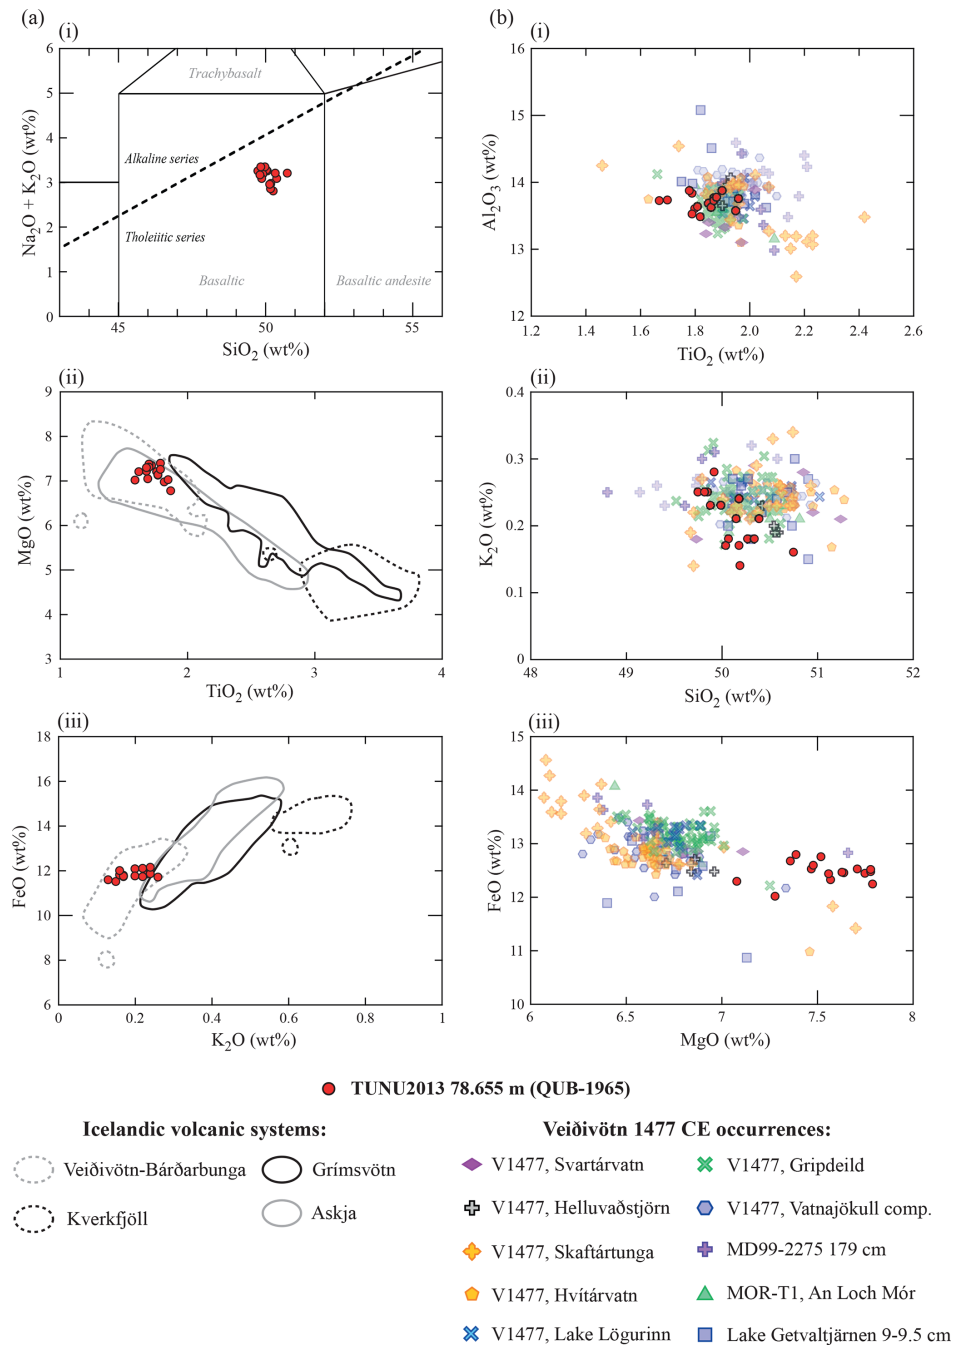 (a)
(i)
6
5
4
3
2
1
0
Na2O + K2O (wt%)
Trachybasalt
Alkaline series
Tholeiitic series
Basaltic
Basaltic andesite
45
50
55
SiO2 (wt%)
(ii)
9
8
7
6
5
4
3
MgO (wt%)
1
2
3
4
TiO2 (wt%)
(iii)
18
16
14
12
10
8
6
FeO (wt%)
0
0.2
0.4
0.6
0.8
1
K2O (wt%)
(b)
(i)
16
15
14
13
12
Al2O3 (wt%)
1.2
1.4
1.6
1.8
2.0
2.2
2.4
2.6
TiO2 (wt%)
(ii)
0.4
0.3
0.2
0.1
0
K2O (wt%)
48
49
50
51
52
SiO2 (wt%)
(iii)
15
14
13
12
11
10
FeO (wt%)
6
6.5
7
7.5
8
MgO (wt%)
TUNU2013 78.655 m (QUB-1965)
Icelandic volcanic systems:
Veiðivötn-Bárðarbunga
Grímsvötn
Kverkfjöll
Askja
Veiðivötn 1477 CE occurrences:
V1477, Svartárvatn
V1477, Gripdeild
V1477, Helluvaðstjörn
V1477, Vatnajökull comp.
V1477, Skaftártunga
MD99-2275 179 cm
V1477, Hvítárvatn
MOR-T1, An Loch Mór
V1477, Lake Lögurinn
Lake Getvaltjärnen 9-9.5 cm